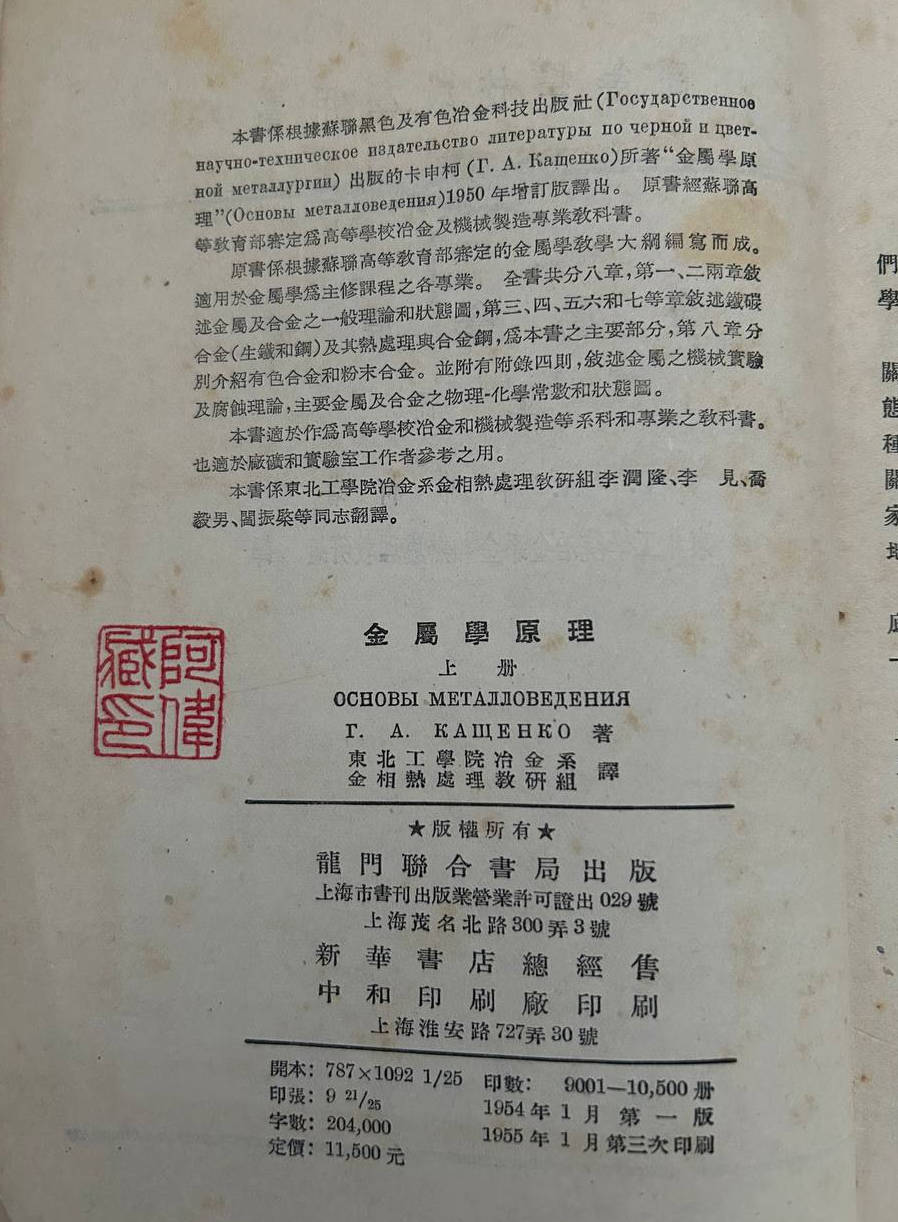 本書係根據蘇聯黑色及有色冶金科技出版社(Государственное
научно-техническое издательство литературы по черной и цвет-
ной металлургии) 出版的卡申柯(Г. А. Кащенко)所著“金屬學原
理”(Основы металловедения)1950年增訂版譯出。 原書經蘇聯高
等敎育部審定爲高等學校冶金及機械製造專業敎科書。
原書係根據蘇聯高等敎育部審定的金屬學敎學大綱編寫而成。
適用於金屬學爲主修課程之各專業。 全書共分八章,第一、二兩章敘
述金屬及合金之一般理論和狀態圖,第三、四、五六和七等章敘述鐵碳
合金(生鐵和鋼)及其熱處理與合金鋼,爲本書之主要部分,第八章分
別介紹有色合金和粉末合金。並附有附錄四則,敘述金屬之機械實驗
及腐蝕理論,主要金屬及合金之物理-化學常數和狀態圖。
本書適於作爲高等學校冶金和機械製造等系科和專業之敎科書。
也適於廠礦和實驗室工作者參考之用。
本書係東北工學院冶金系金相熱處理敎研組李潤隆、李 見、喬
毅男、閻振棨等同志翻譯。
阿偉
藏印
金屬學原理
上册
ОСНОВЫ МЕТАЛЛОВЕДЕНИЯ
Г. А. КАЩЕНКО 著
東北工學院冶金系
金相熱處理敎研組 譯
★版權所有★
龍門聯合書局出版
上海市書刊出版業營業許可證出029號
上海茂名北路300弄3號
新華書店總經售
中和印刷廠印刷
上海淮安路727弄30號
開本: 787×1092 1/25 印數: 9001—10,500册
印張: 9 21/25 1954年1月第一版
字數: 204,000 1955年1月第三次印刷
定價: 11,500元
們
學
關
態
種
關
家